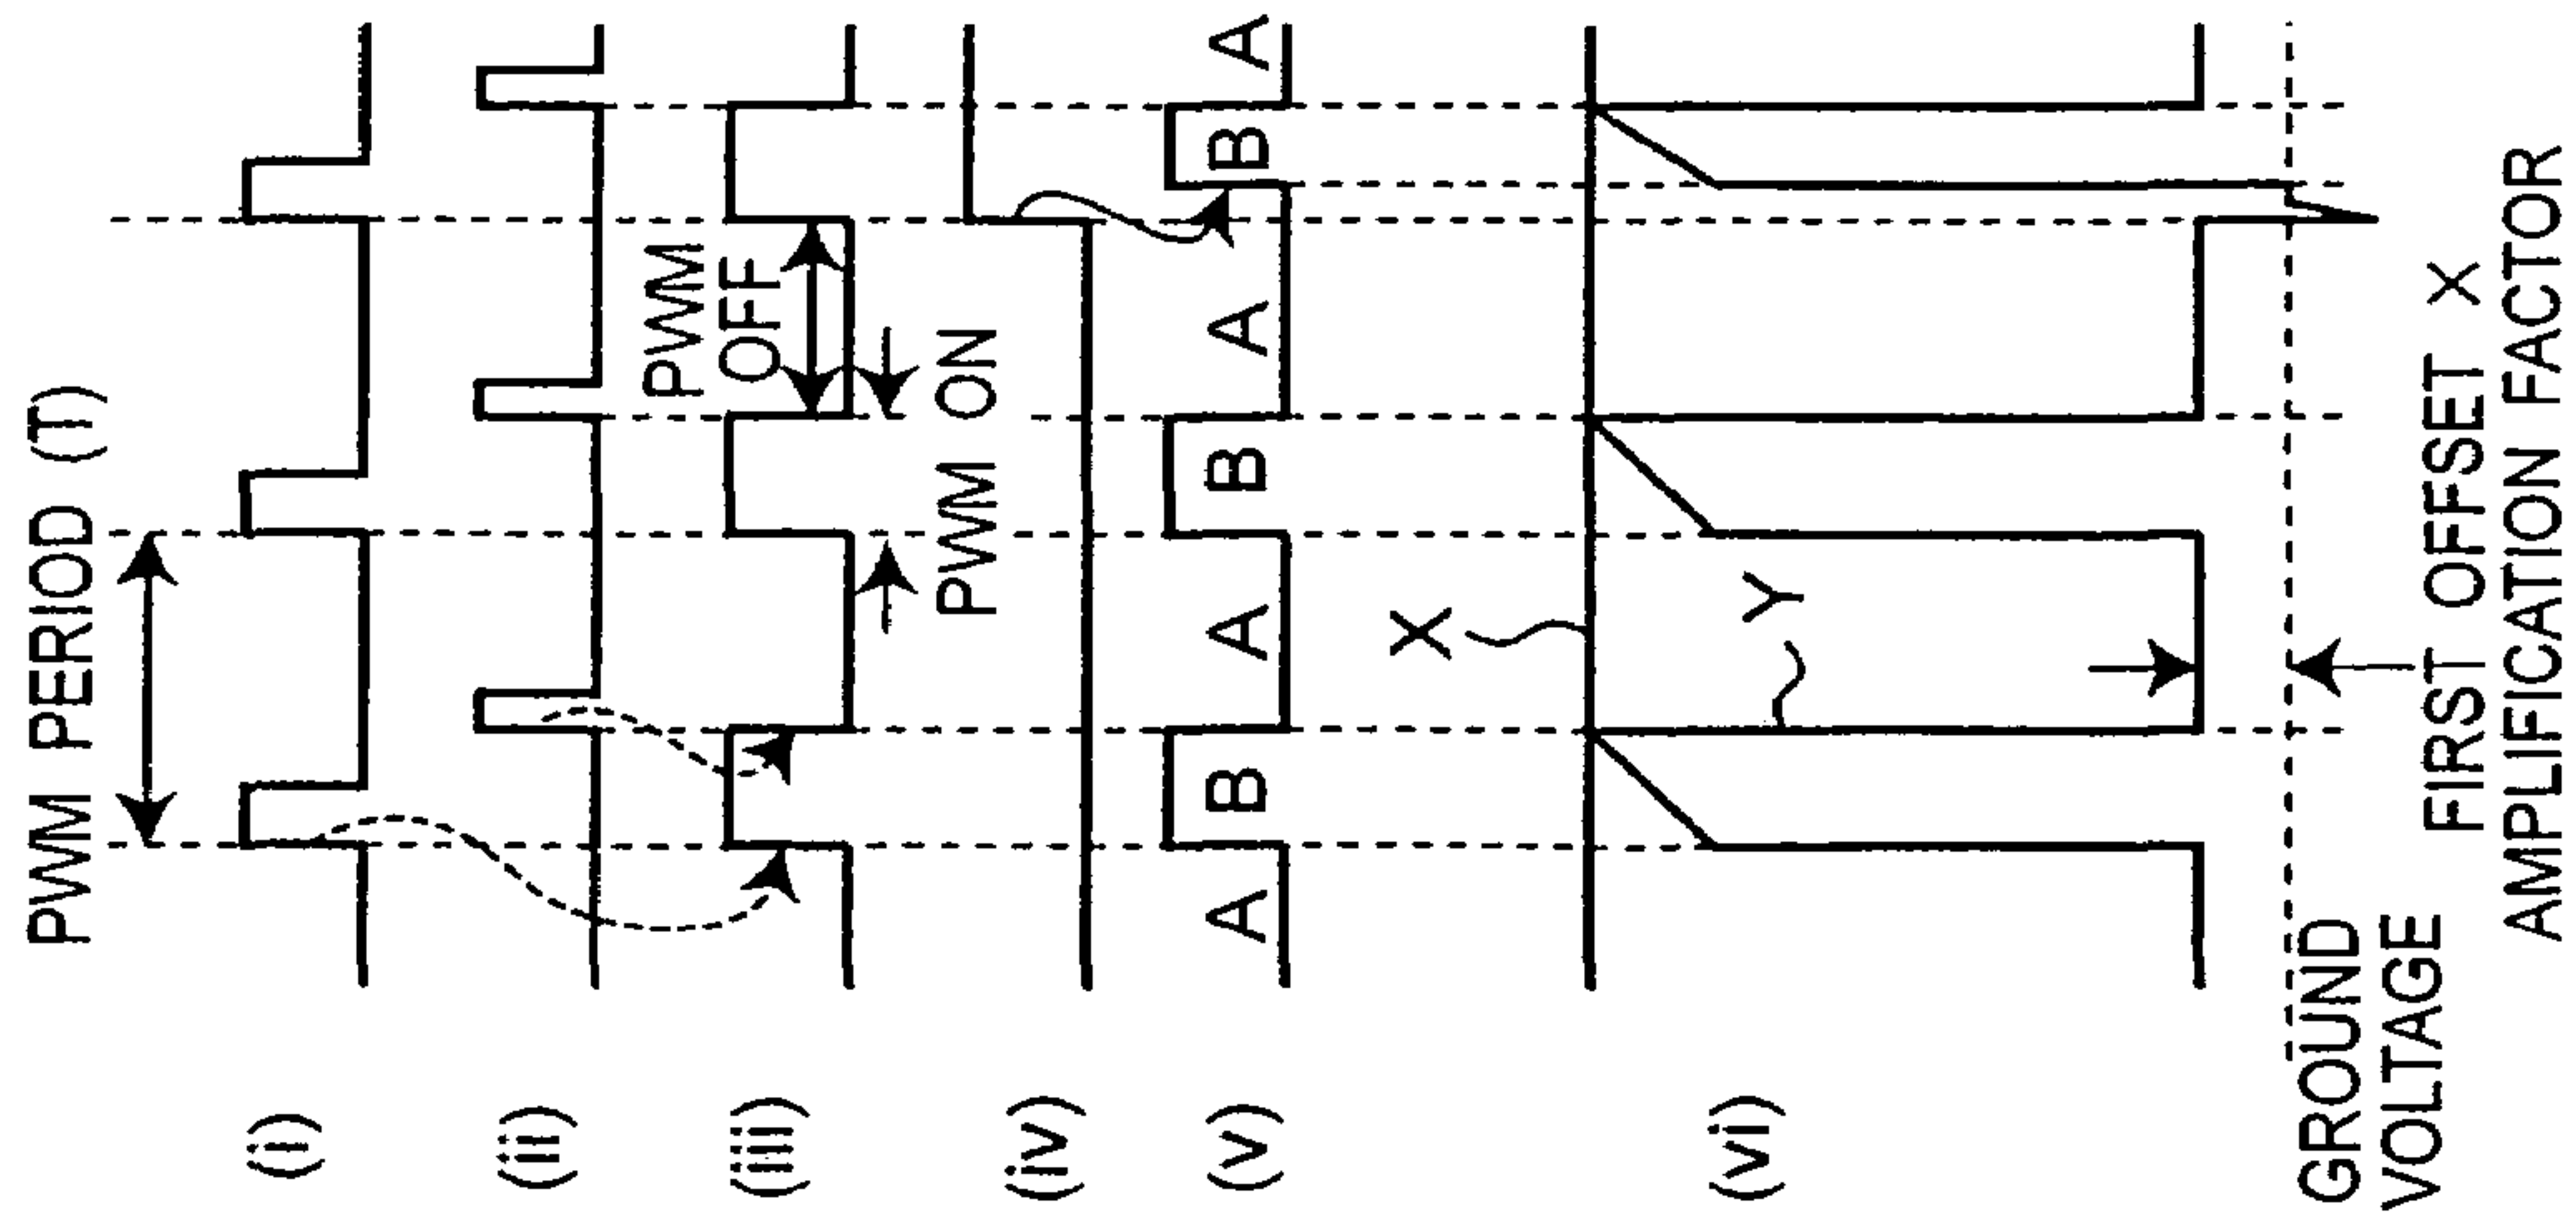 PWM PERIOD (T)
(i)
(ii)
(iii)
PWM
OFF
PWM ON
(iv)
(v)
A
B
A
B
A
B
A
(vi)
X
Y
GROUND
VOLTAGE
FIRST OFFSET X
AMPLIFICATION FACTOR